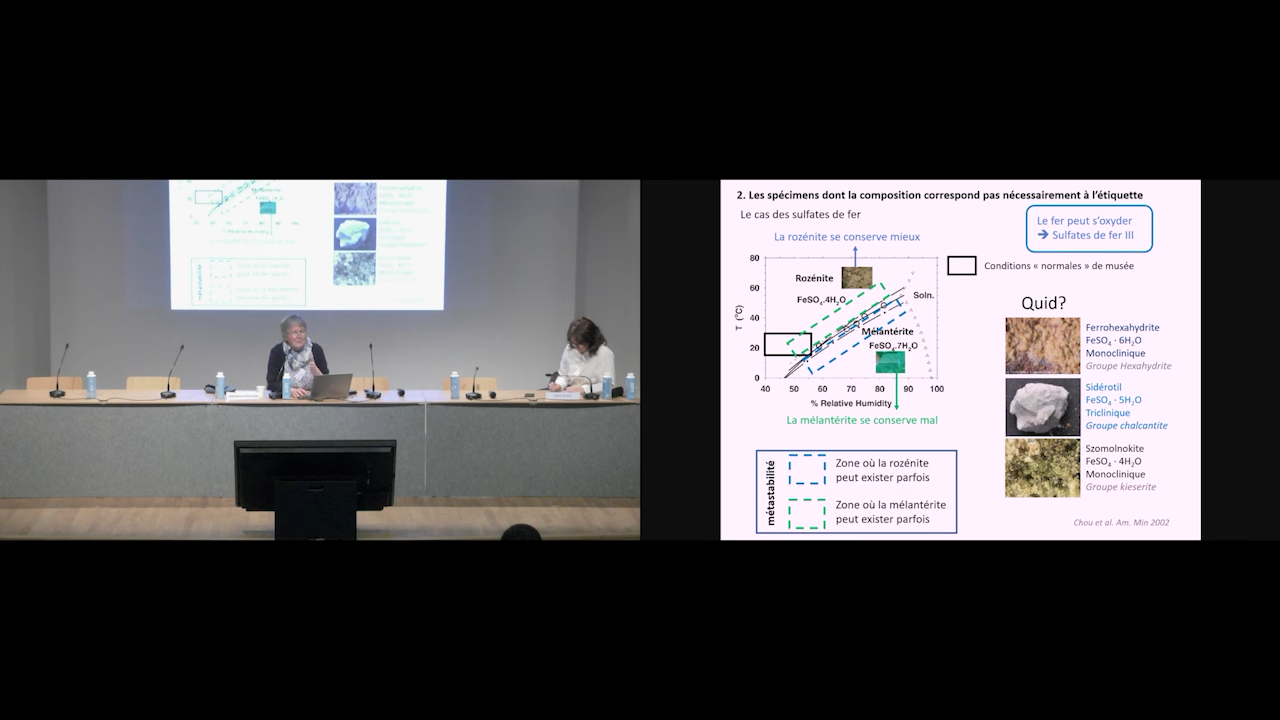 2. Les spécimens dont la composition correspond pas nécessairement à l'étiquette
Le cas des sulfates de fer
Le fer peut s'oxyder
➔ Sulfates de fer III
La rozénite se conserve mieux
Conditions « normales » de musée
80
60
40
20
0
T (°C)
Rozénite
FeSO₄.4H₂O
Soln.
Mélantérite
FeSO₄.7H₂O
40 50 60 70 80 90 100
% Relative Humidity
La mélantérite se conserve mal
Quid?
Ferrohexahydrite
FeSO₄ · 6H₂O
Monoclinique
Groupe Hexahydrite
Sidérotil
FeSO₄ · 5H₂O
Triclinique
Groupe chalcantite
Szomolnokite
FeSO₄ · 4H₂O
Monoclinique
Groupe kieserite
métastabilité
Zone où la rozénite
peut exister parfois
Zone où la mélantérite
peut exister parfois
Chou et al. Am. Min 2002